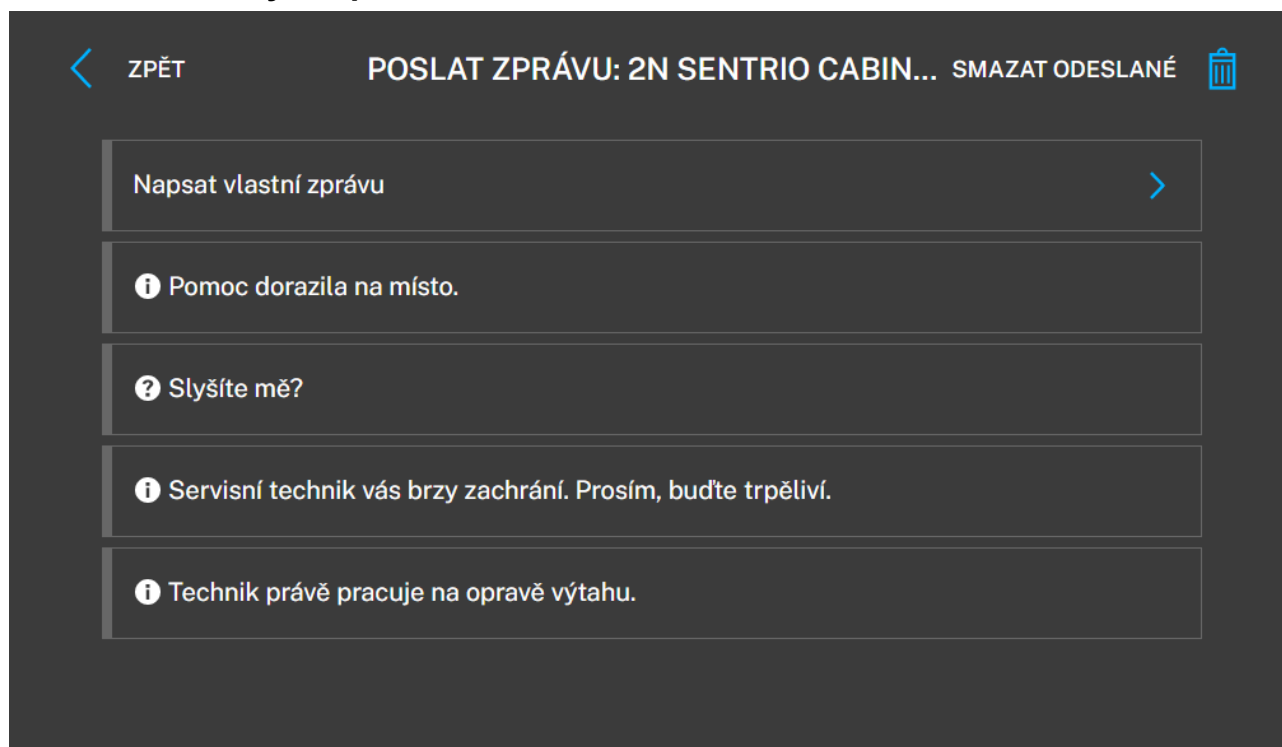 ZPĚT
POSLAT ZPRÁVU: 2N SENTRIO CABIN...
SMAZAT ODESLANÉ
Napsat vlastní zprávu
Pomoc dorazila na místo.
Slyšíte mě?
Servisní technik vás brzy zachrání. Prosím, buďte trpěliví.
Technik právě pracuje na opravě výtahu.